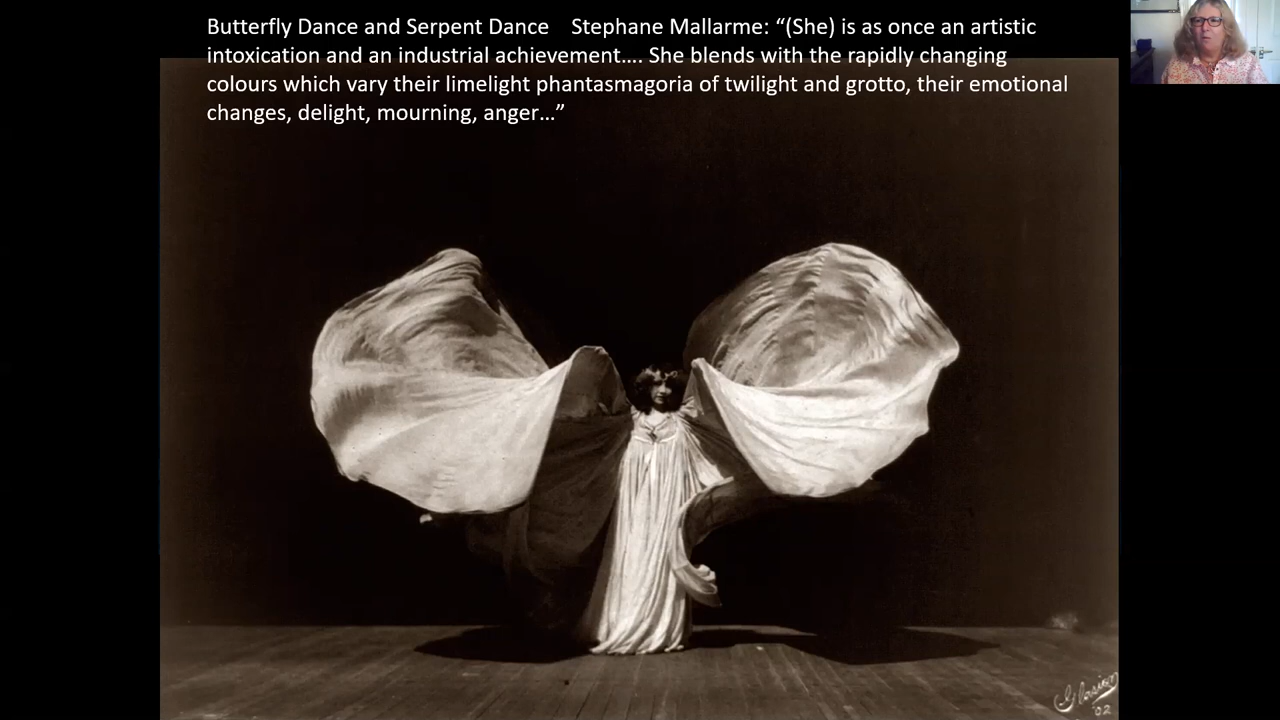 Butterfly Dance and Serpent Dance    Stephane Mallarme: “(She) is as once an artistic
intoxication and an industrial achievement…. She blends with the rapidly changing
colours which vary their limelight phantasmagoria of twilight and grotto, their emotional
changes, delight, mourning, anger…”
Glasier
'02